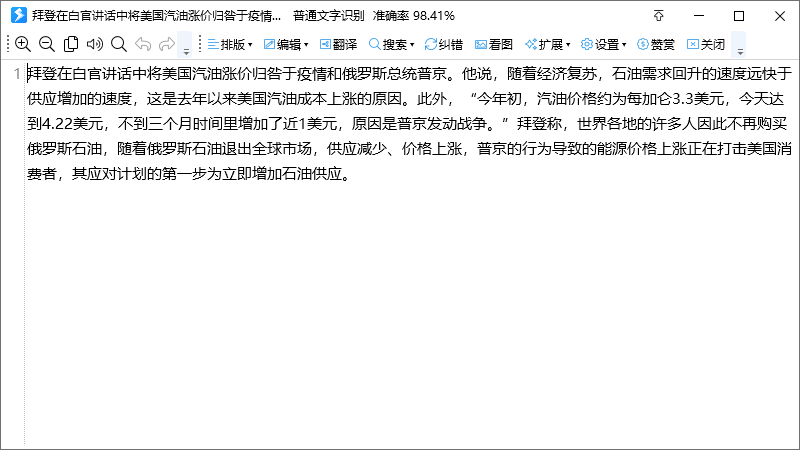 拜登在白官讲话中将美国汽油涨价归咎于疫情... 普通文字识别 准确率 98.41%
排版 编辑 翻译 搜索 纠错 看图 扩展 设置 赞赏 关闭
1 拜登在白官讲话中将美国汽油涨价归咎于疫情和俄罗斯总统普京。他说，随着经济复苏，石油需求回升的速度远快于
供应增加的速度，这是去年以来美国汽油成本上涨的原因。此外，“今年初，汽油价格约为每加仑3.3美元，今天达
到4.22美元，不到三个月时间里增加了近1美元，原因是普京发动战争。”拜登称，世界各地的许多人因此不再购买
俄罗斯石油，随着俄罗斯石油退出全球市场，供应减少、价格上涨，普京的行为导致的能源价格上涨正在打击美国消
费者，其应对计划的第一步为立即增加石油供应。